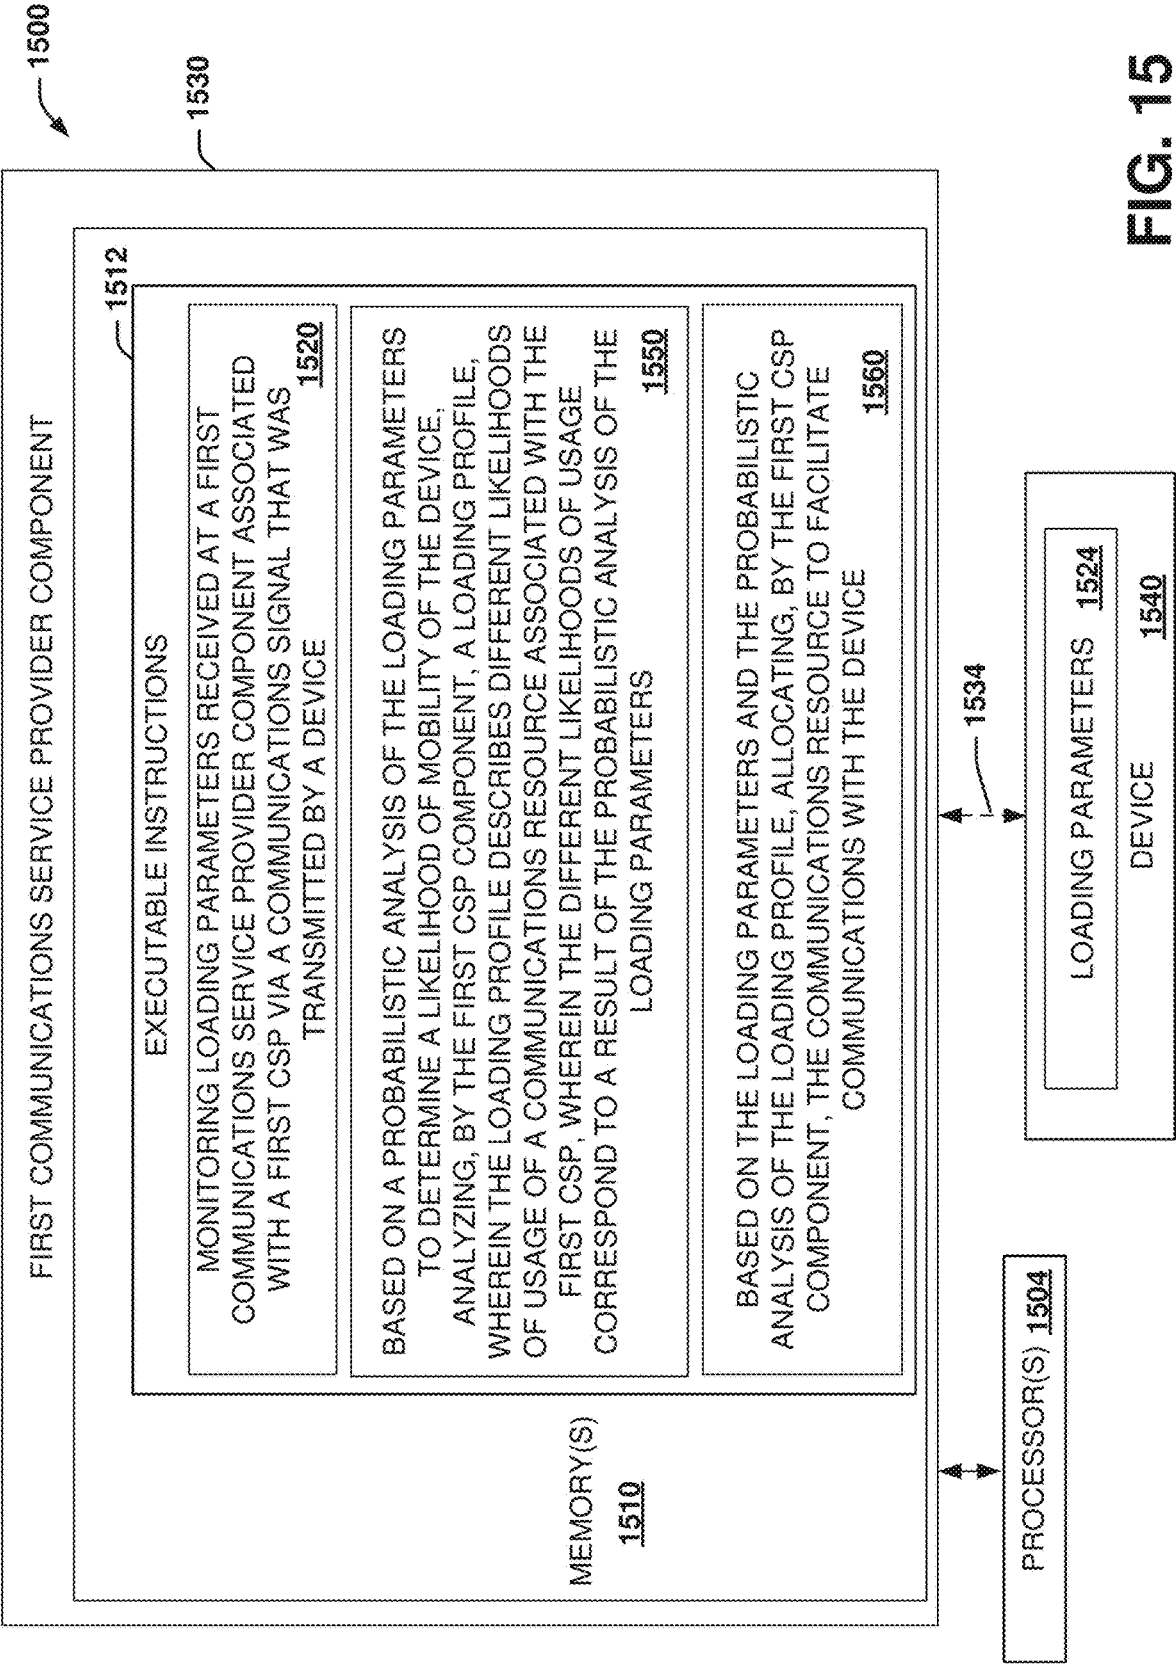 1500
FIRST COMMUNICATIONS SERVICE PROVIDER COMPONENT
1530
EXECUTABLE INSTRUCTIONS
1512
MONITORING LOADING PARAMETERS RECEIVED AT A FIRST
COMMUNICATIONS SERVICE PROVIDER COMPONENT ASSOCIATED
WITH A FIRST CSP VIA A COMMUNICATIONS SIGNAL THAT WAS
TRANSMITTED BY A DEVICE
1520
BASED ON A PROBABILISTIC ANALYSIS OF THE LOADING PARAMETERS
TO DETERMINE A LIKELIHOOD OF MOBILITY OF THE DEVICE,
ANALYZING, BY THE FIRST CSP COMPONENT, A LOADING PROFILE,
WHEREIN THE LOADING PROFILE DESCRIBES DIFFERENT LIKELIHOODS
OF USAGE OF A COMMUNICATIONS RESOURCE ASSOCIATED WITH THE
FIRST CSP, WHEREIN THE DIFFERENT LIKELIHOODS OF USAGE
CORRESPOND TO A RESULT OF THE PROBABILISTIC ANALYSIS OF THE
LOADING PARAMETERS
1550
BASED ON THE LOADING PARAMETERS AND THE PROBABILISTIC
ANALYSIS OF THE LOADING PROFILE, ALLOCATING, BY THE FIRST CSP
COMPONENT, THE COMMUNICATIONS RESOURCE TO FACILITATE
COMMUNICATIONS WITH THE DEVICE
1560
MEMORY(S)
1510
1534
PROCESSOR(S) 1504
LOADING PARAMETERS 1524
DEVICE 1540
FIG. 15